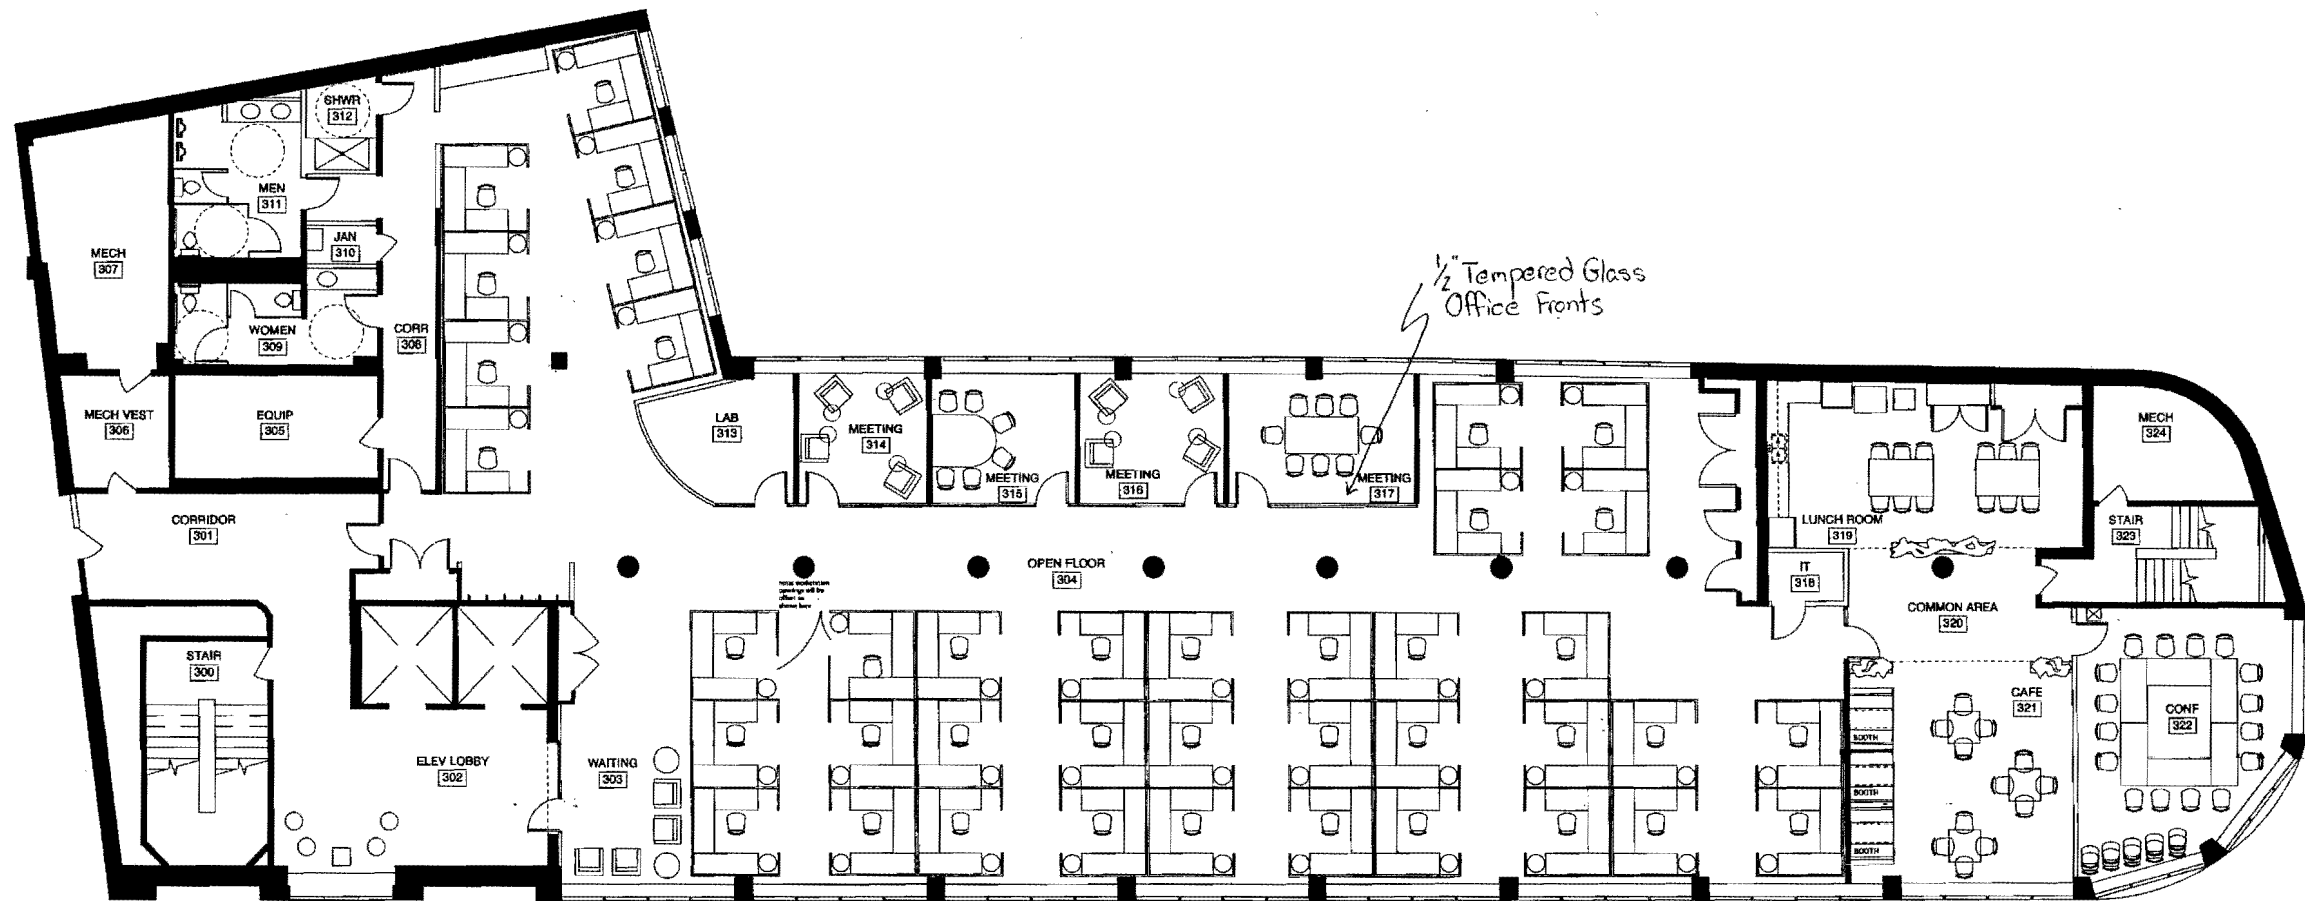 SHWR
312
MEN
311
JAN
310
MECH
307
WOMEN
309
CORR
308
MECH VEST
306
EQUIP
305
CORRIDOR
301
STAIR
300
ELEV LOBBY
302
WAITING
303
½" Tempered Glass
Office Fronts
LAB
313
MEETING
314
MEETING
315
MEETING
316
MEETING
317
OPEN FLOOR
304
LUNCH ROOM
319
IT
318
MECH
324
STAIR
323
COMMON AREA
320
CAFE
321
CONF
322
BOOTH
BOOTH
BOOTH